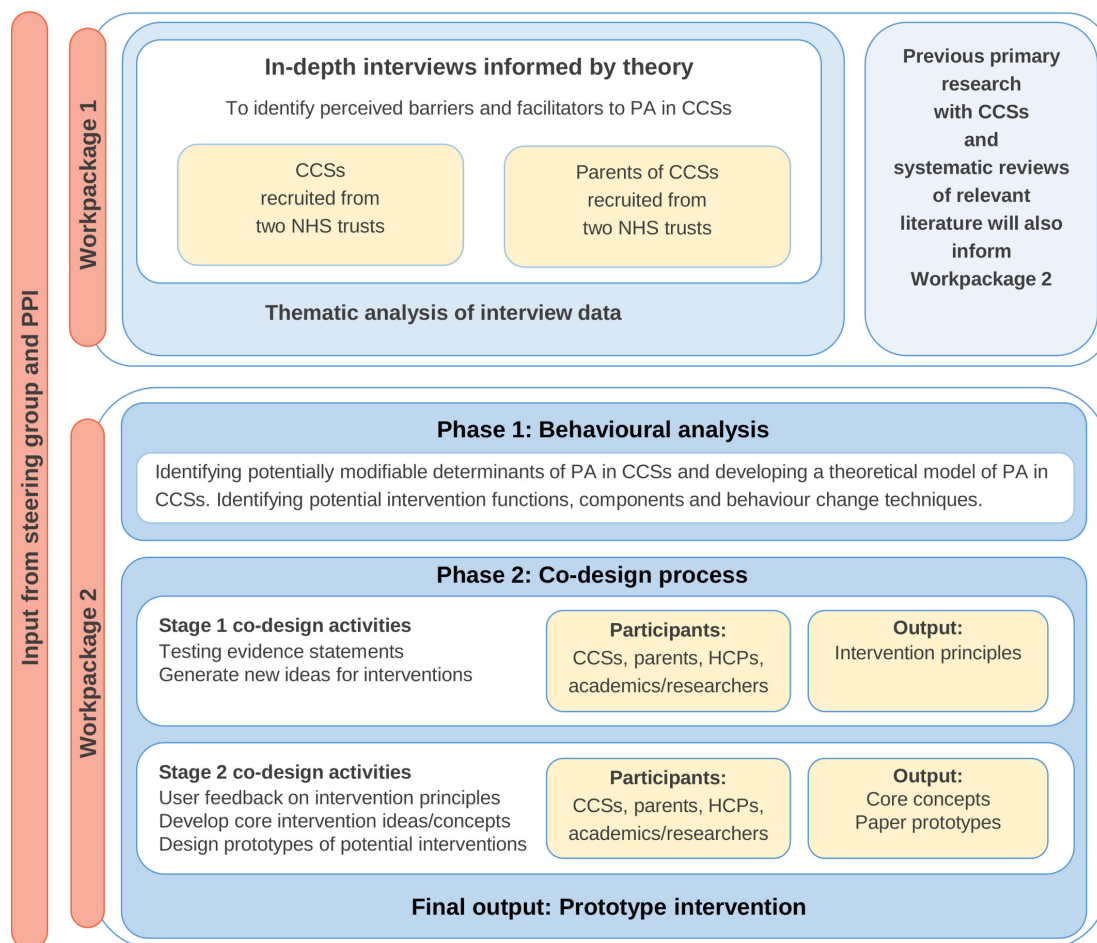 Input from steering group and PPI
Workpackage 1
In-depth interviews informed by theory
To identify perceived barriers and facilitators to PA in CCSs
CCSs
recruited from
two NHS trusts
Parents of CCSs
recruited from
two NHS trusts
Thematic analysis of interview data
Previous primary
research
with CCSs
and
systematic reviews
of relevant
literature will also
inform
Workpackage 2
Workpackage 2
Phase 1: Behavioural analysis
Identifying potentially modifiable determinants of PA in CCSs and developing a theoretical model of PA in
CCSs. Identifying potential intervention functions, components and behaviour change techniques.
Phase 2: Co-design process
Stage 1 co-design activities
Testing evidence statements
Generate new ideas for interventions
Participants:
CCSs, parents, HCPs,
academics/researchers
Output:
Intervention principles
Stage 2 co-design activities
User feedback on intervention principles
Develop core intervention ideas/concepts
Design prototypes of potential interventions
Participants:
CCSs, parents, HCPs,
academics/researchers
Output:
Core concepts
Paper prototypes
Final output: Prototype intervention